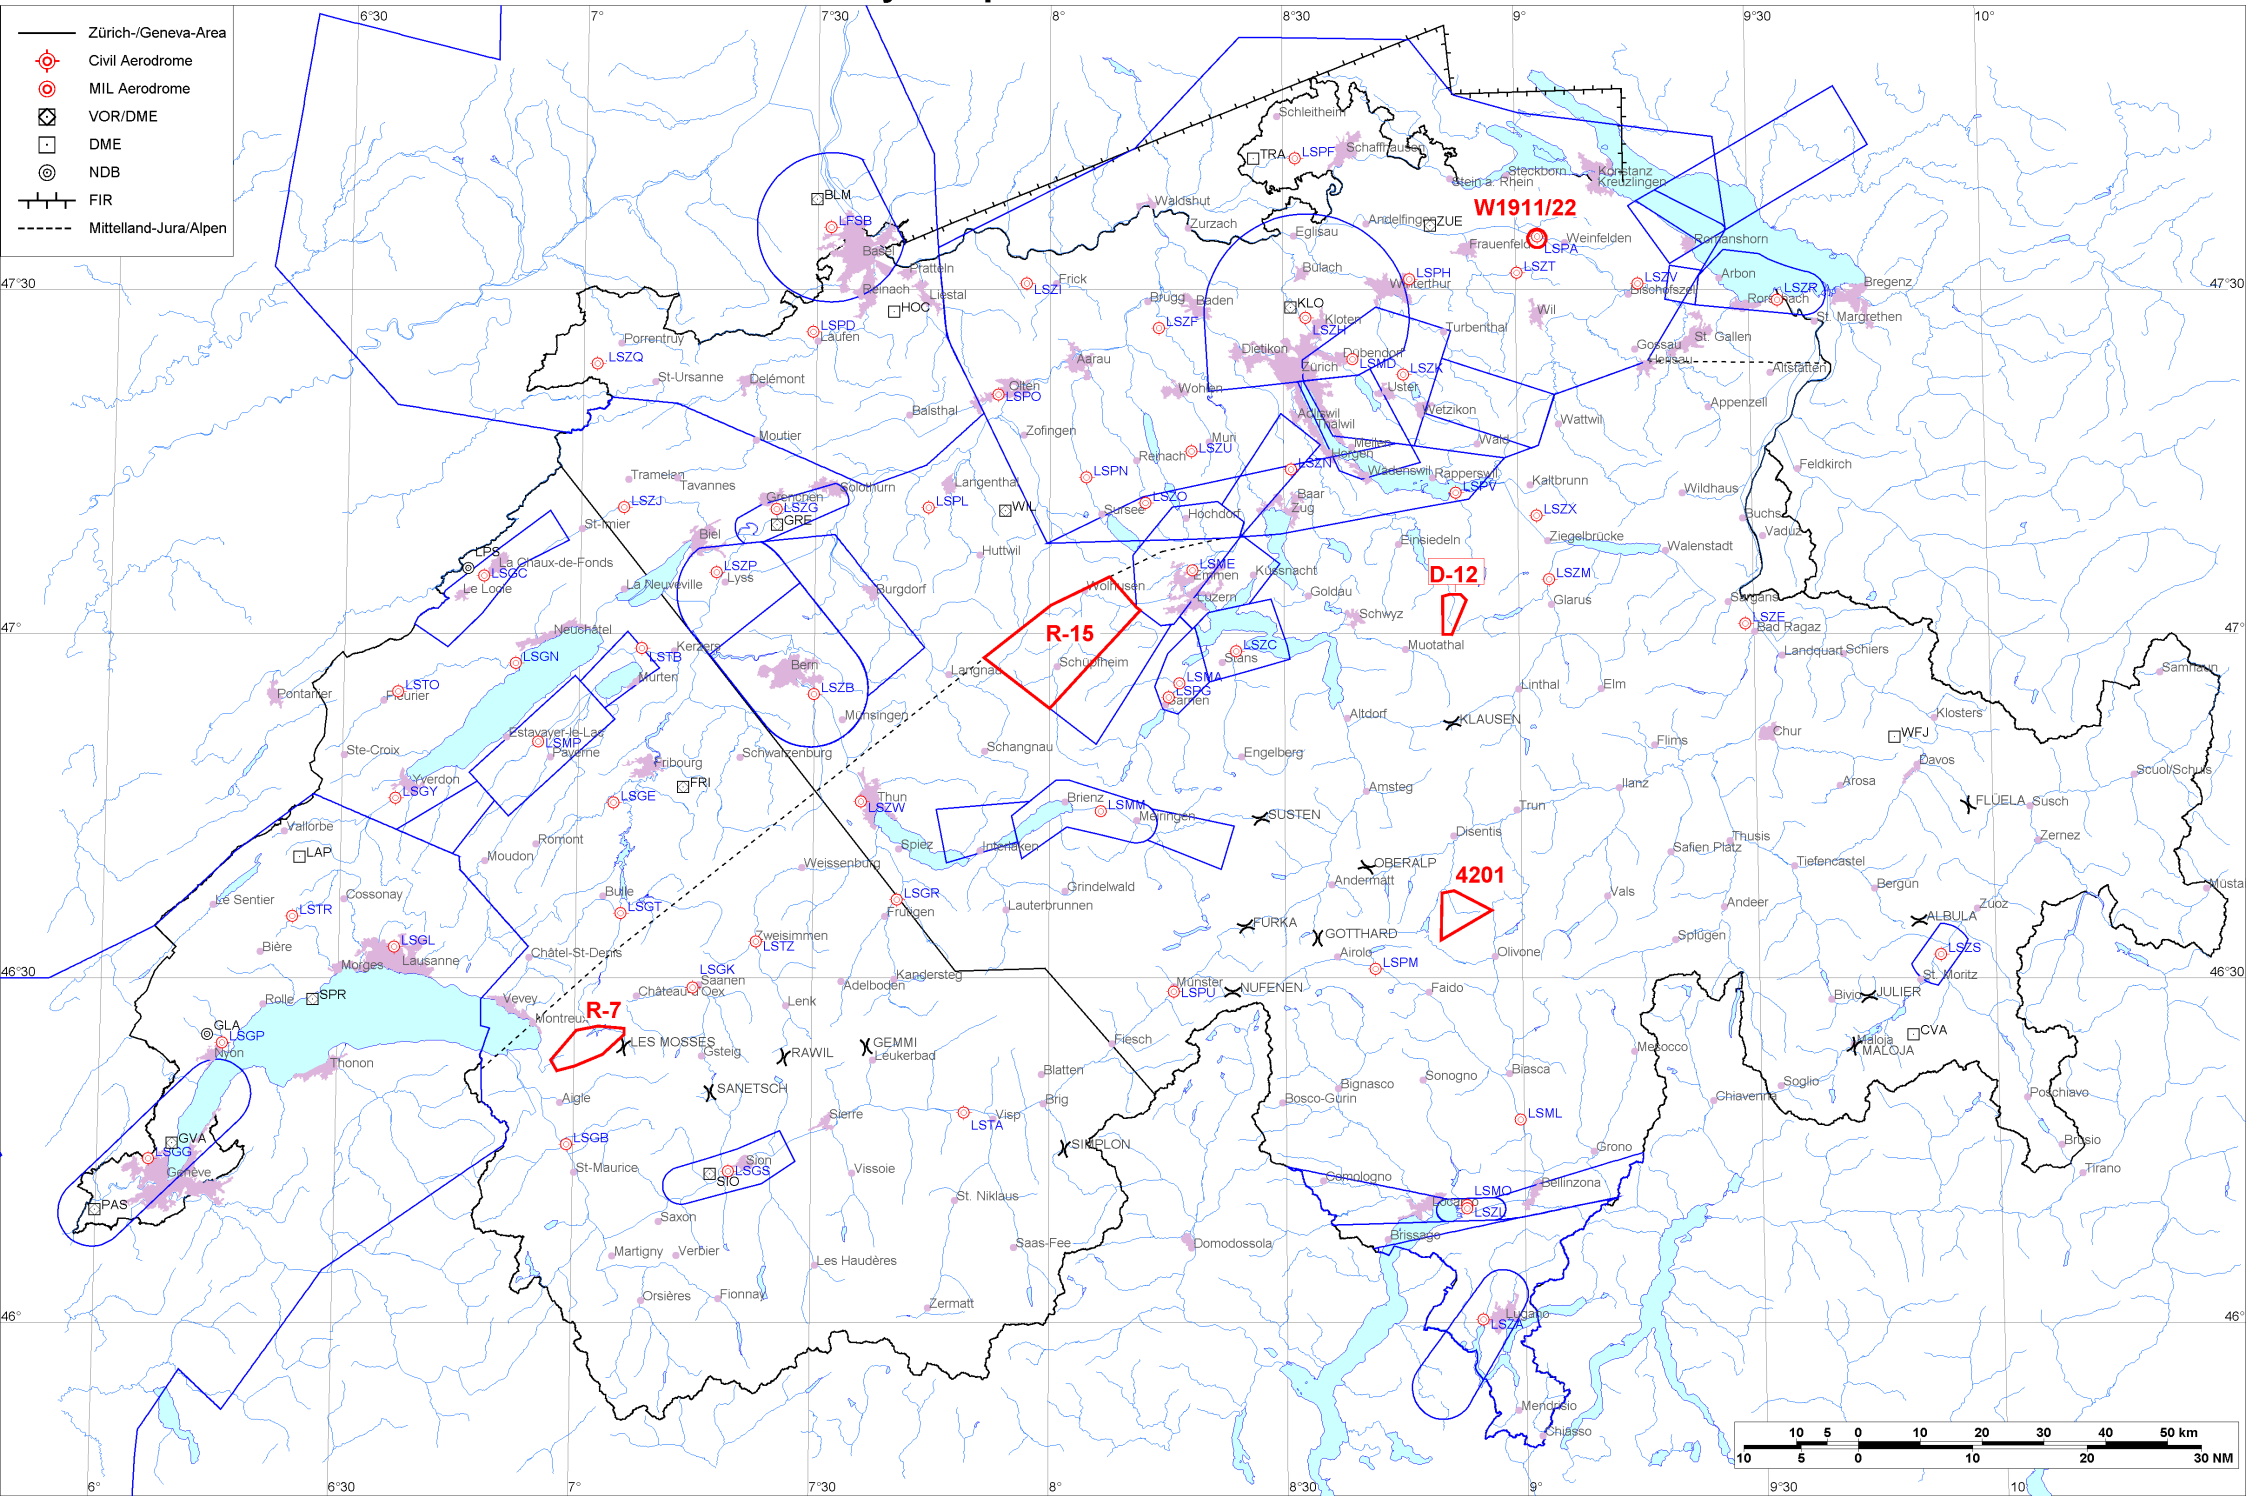 6°30
7°
7°30
8°
8°30
9°
9°30
10°
Zürich-/Geneva-Area
Civil Aerodrome
MIL Aerodrome
VOR/DME
DME
NDB
FIR
Mittelland-Jura/Alpen
Schleitheim
TRA
LSPF
Schaffhausen
Steckborn
Stein a. Rhein
Konstanz
Kreuzlingen
BLM
LFSB
Basel
Waldshut
Zurzach
Eglisau
Andelfingen
ZUE
W1911/22
LSPA
Weinfelden
Frauenfeld
Romanshorn
Pratteln
Reinach
Liestal
HOC
LSZI
Frick
Bülach
LSPH
Winterthur
LSZT
LSZV
Bischofszell
Arbon
LSZR
Rorschach
Bregenz
St. Margrethen
47°30
47°30
Brugg
Baden
KLO
Kloten
LSZH
Turbenthal
Wil
LSPD
Laufen
LSZF
Porrentruy
LSZQ
Dietikon
Zürich
Dübendorf
LSMD
LSZK
Uster
Gossau
Herisau
St. Gallen
Altstätten
St-Ursanne
Delémont
Aarau
Olten
LSPO
Wohlen
Wetzikon
Appenzell
Balsthal
Adliswil
Thalwil
Wattwil
Moutier
Zofingen
Muri
LSZU
Meilen
Horgen
Wald
Tramelan
Tavannes
Reinach
LSPN
LSZN
Wädenswil
Rapperswil
LSPV
Kaltbrunn
Feldkirch
Wildhaus
LSZJ
Grenchen
Solothurn
LSZG
GRE
LSPL
Langenthal
WIL
Sursee
LSZO
Hochdorf
Baar
Zug
LSZX
Buchs
Vaduz
St-Imier
Biel
Huttwil
Einsiedeln
Ziegelbrücke
Walenstadt
LPS
La Chaux-de-Fonds
LSGC
Le Locle
LSZP
Lyss
La Neuveville
Burgdorf
Wolhusen
LSME
Emmen
Luzern
Küssnacht
Goldau
D-12
LSZM
Glarus
Sargans
Schwyz
LSZE
Bad Ragaz
47°
47°
Neuchâtel
LSGN
LSTB
Kerzers
Murten
R-15
Schüpfheim
Langnau
Stans
LSZC
Muotathal
Landquart
Schiers
Samnaun
Pontarlier
LSTO
Fleurier
Bern
LSZB
Münsingen
LSMA
LSPG
Sarnen
Altdorf
KLAUSEN
Linthal
Elm
Klosters
WFJ
Ste-Croix
Estavayer-le-Lac
LSMP
Payerne
Schwarzenburg
Schangnau
Engelberg
Flims
Chur
Davos
Fribourg
FRI
Yverdon
LSGY
LSGE
Thun
LSZW
Brienz
LSMM
Meiringen
Amsteg
SUSTEN
Trun
Ilanz
Arosa
Scuol/Schuls
FLÜELA
Susch
Vallorbe
LAP
Moudon
Romont
Weissenburg
Spiez
Interlaken
Disentis
Safien Platz
Thusis
Tiefencastel
Zernez
Le Sentier
Cossonay
LSTR
Bulle
LSGT
LSGR
Frutigen
Grindelwald
Lauterbrunnen
OBERALP
Andermatt
4201
Vals
Andeer
Bergün
Zuoz
Müsta
ALBULA
FURKA
GOTTHARD
Bière
LSGL
Lausanne
Morges
Châtel-St-Denis
Zweisimmen
LSTZ
Airolo
LSPM
Olivone
Splügen
LSZS
St. Moritz
46°30
46°30
Rolle
SPR
Vevey
Montreux
LSGK
Saanen
Château-d'Oex
Lenk
Adelboden
Kandersteg
Münster
LSPU
NUFENEN
Faido
Bivio
JULIER
GLA
LSGP
Nyon
Thonon
R-7
LES MOSSES
Gsteig
RAWIL
GEMMI
Leukerbad
Fiesch
Mesocco
Maloja
MALOJA
CVA
SANETSCH
Blatten
Brig
Bignasco
Sonogno
Biasca
Soglio
Chiavenna
Poschiavo
Aigle
Bosco-Gurin
Sierre
LSTA
Visp
LSML
GVA
LSGG
Genève
LSGB
St-Maurice
Sion
LSGS
SIO
Vissoie
SIMPLON
Grono
Brusio
Tirano
PAS
St. Niklaus
Comologno
LSMO
Locarno
LSZL
Bellinzona
Saxon
Brissago
Martigny
Verbier
Les Haudères
Saas-Fee
Domodossola
Orsières
Fionnay
Zermatt
46°
46°
Lugano
LSZA
Mendrisio
Chiasso
10 5 0 10 20 30 40 50 km
10 5 0 10 20 30 NM
6°
6°30
7°
7°30
8°
8°30
9°
9°30
10